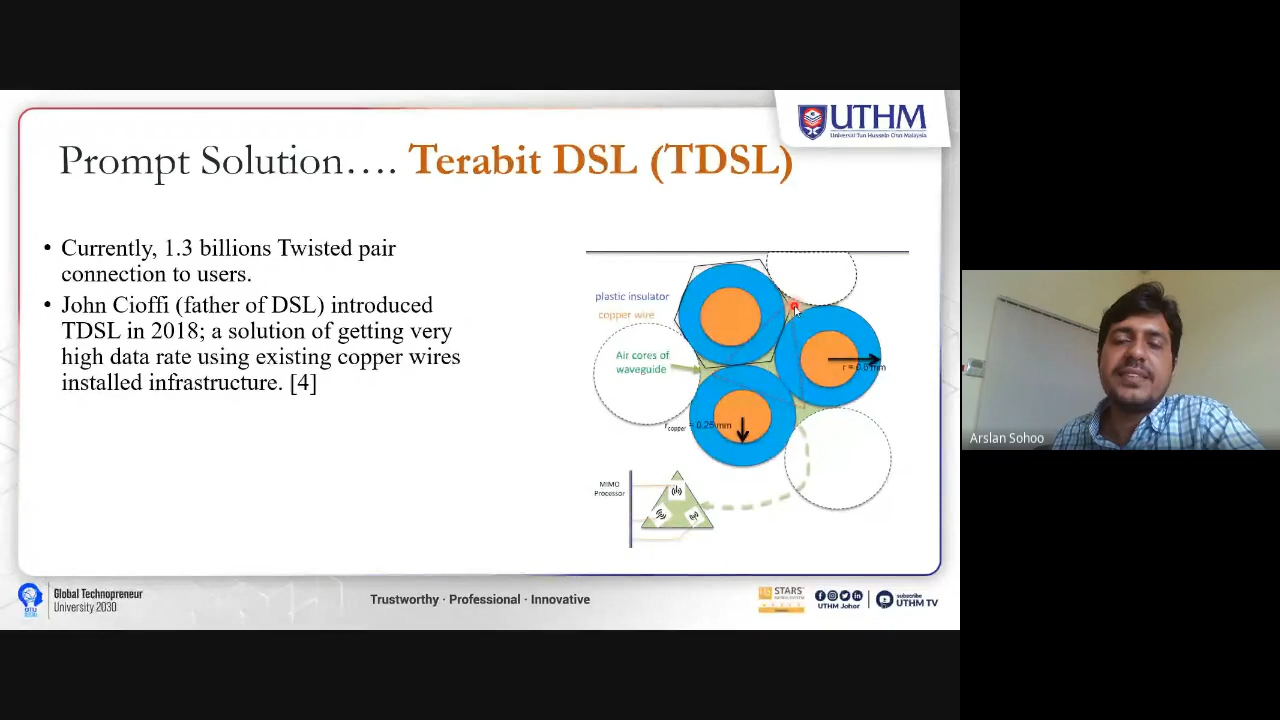 UTHM
Universiti Tun Hussein Onn Malaysia
Prompt Solution…. Terabit DSL (TDSL)
• Currently, 1.3 billions Twisted pair
connection to users.
• John Cioffi (father of DSL) introduced
TDSL in 2018; a solution of getting very
high data rate using existing copper wires
installed infrastructure. [4]
plastic insulator
copper wire
Air cores of
waveguide
r = 0.5 mm
rcopper = 0.25 mm
MIMO
Processor
Arslan Sohoo
Global Technopreneur
University 2030
Trustworthy · Professional · Innovative
STARS
UTHM Johor
subscribe
UTHM TV